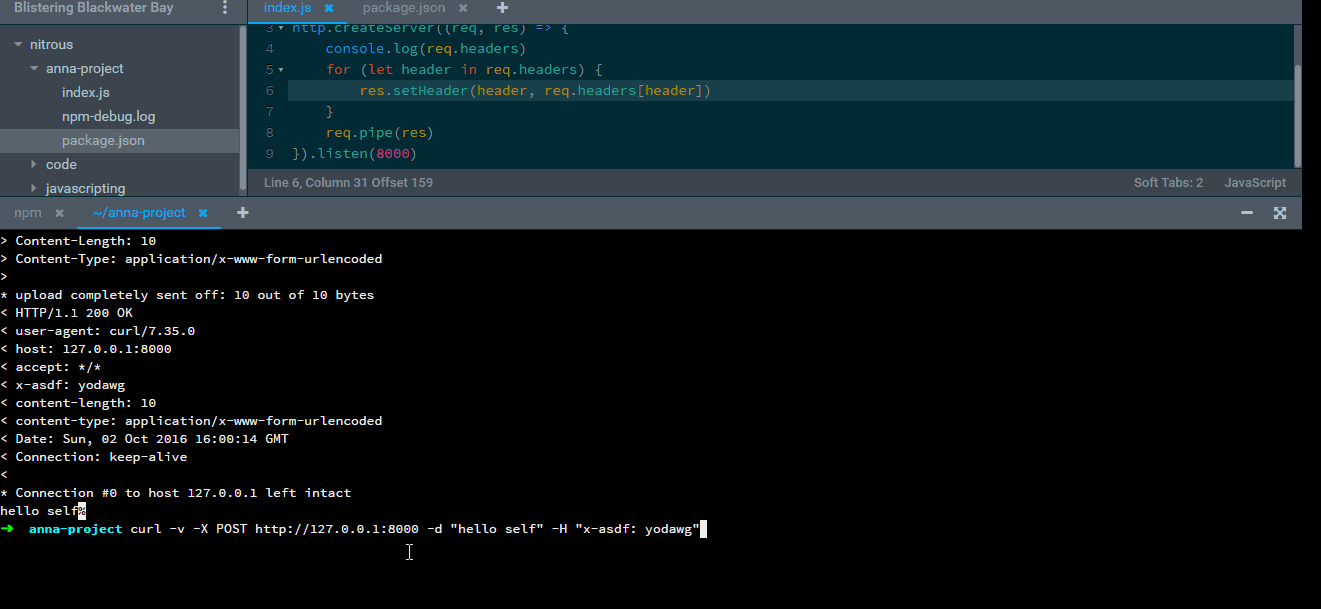 Blistering Blackwater Bay
index.js
package.json
nitrous
anna-project
index.js
npm-debug.log
package.json
code
javascripting
3 http.createServer((req, res) => {
4 console.log(req.headers)
5 for (let header in req.headers) {
6 res.setHeader(header, req.headers[header])
7 }
8 req.pipe(res)
9 }).listen(8000)
Line 6, Column 31 Offset 159
Soft Tabs: 2 JavaScript
npm
~/anna-project
> Content-Length: 10
> Content-Type: application/x-www-form-urlencoded
>
* upload completely sent off: 10 out of 10 bytes
< HTTP/1.1 200 OK
< user-agent: curl/7.35.0
< host: 127.0.0.1:8000
< accept: */*
< x-asdf: yodawg
< content-length: 10
< content-type: application/x-www-form-urlencoded
< Date: Sun, 02 Oct 2016 16:00:14 GMT
< Connection: keep-alive
<
* Connection #0 to host 127.0.0.1 left intact
hello self%
➜ anna-project curl -v -X POST http://127.0.0.1:8000 -d "hello self" -H "x-asdf: yodawg"